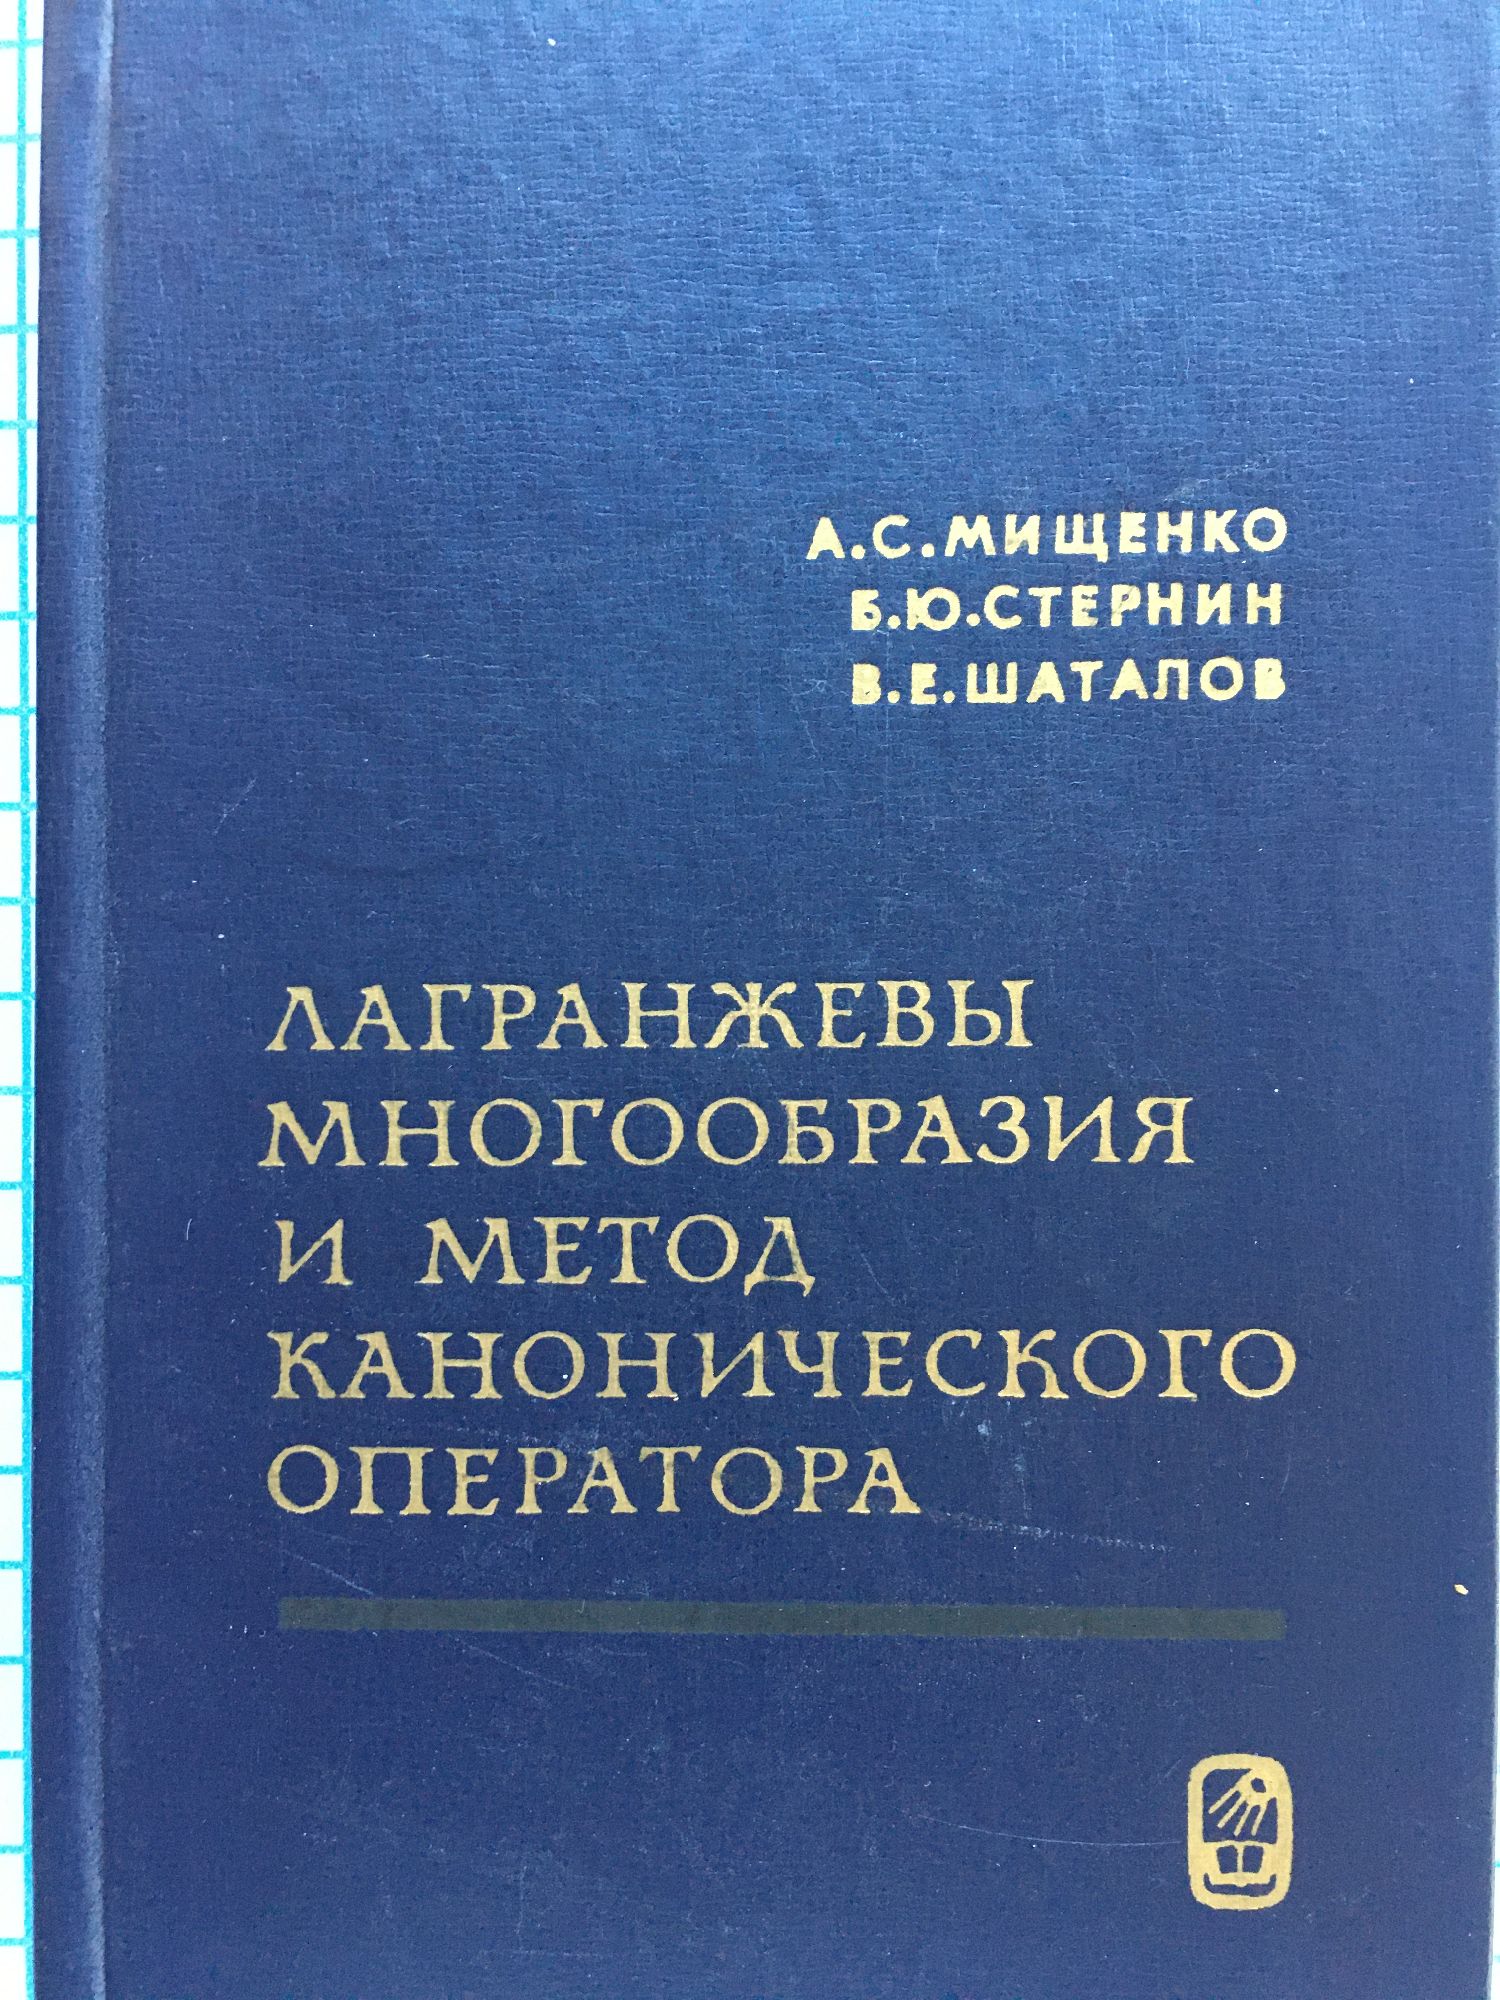 А.С.МИЩЕНКО
Б.Ю.СТЕРНИН
В.Е.ШАТАЛОВ
ЛАГРАНЖЕВЫ
МНОГООБРАЗИЯ
И МЕТОД
КАНОНИЧЕСКОГО
ОПЕРАТОРА